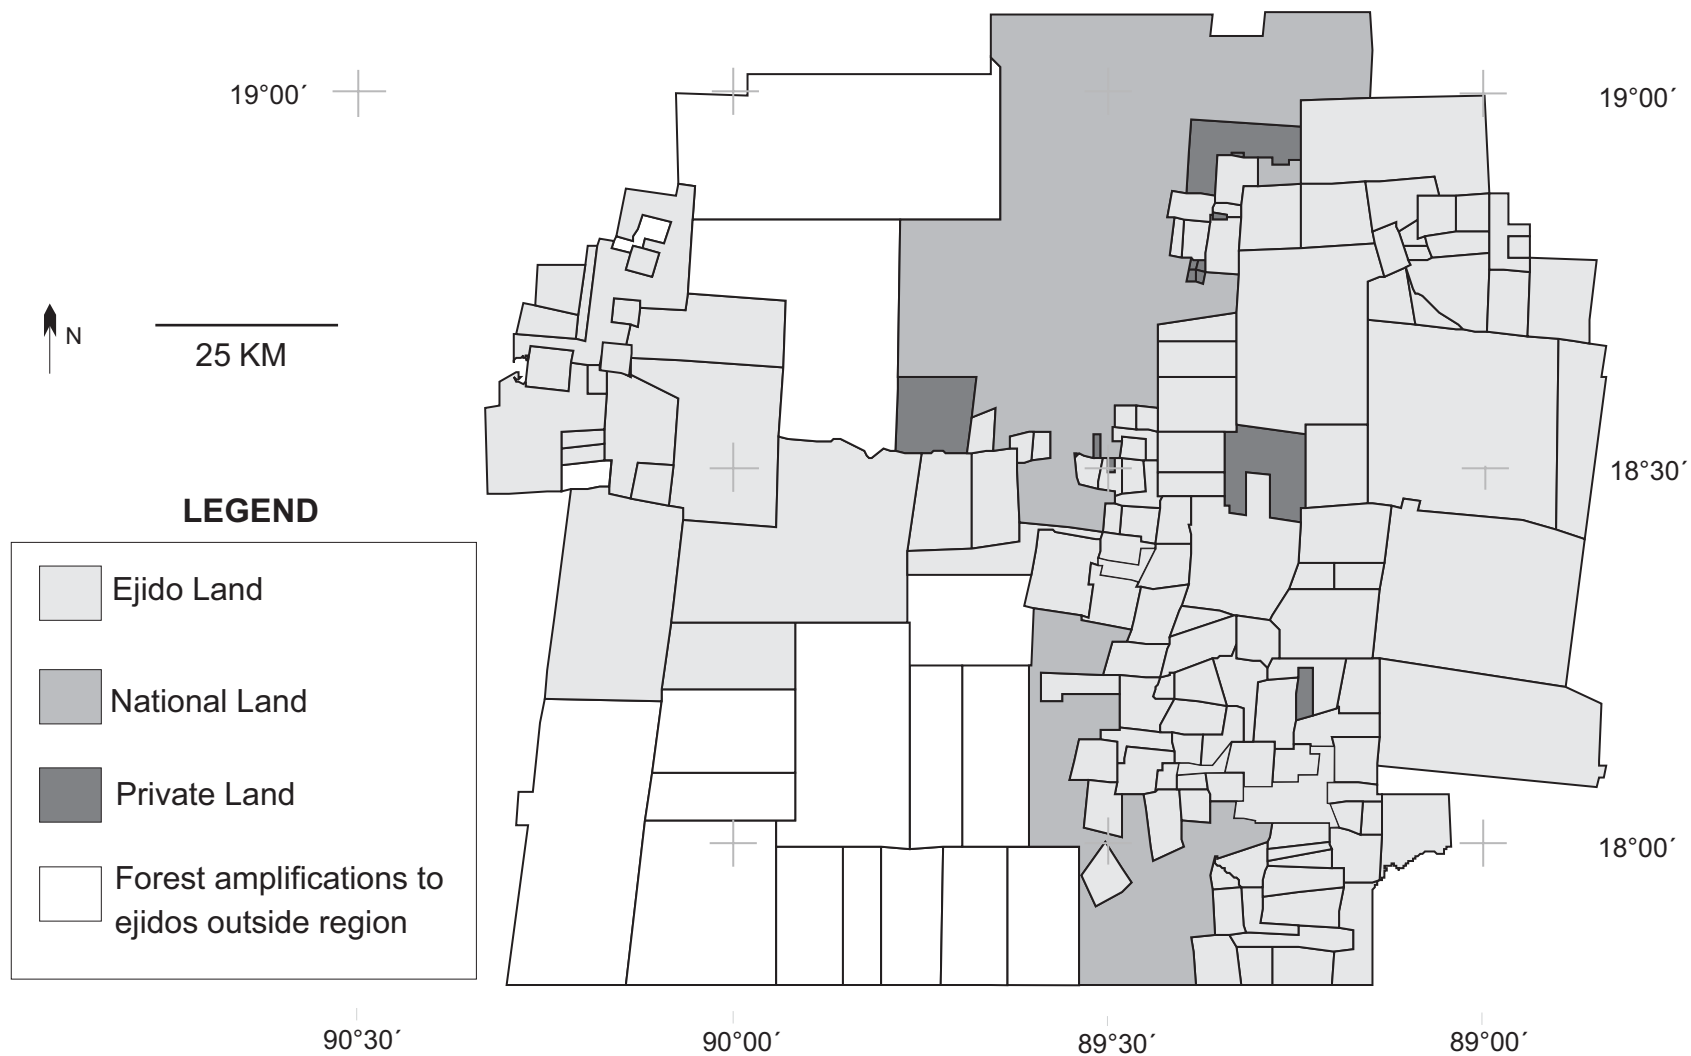 19°00´
19°00´
N
25 KM
18°30´
LEGEND
Ejido Land
National Land
Private Land
Forest amplifications to
ejidos outside region
18°00´
90°30´
90°00´
89°30´
89°00´